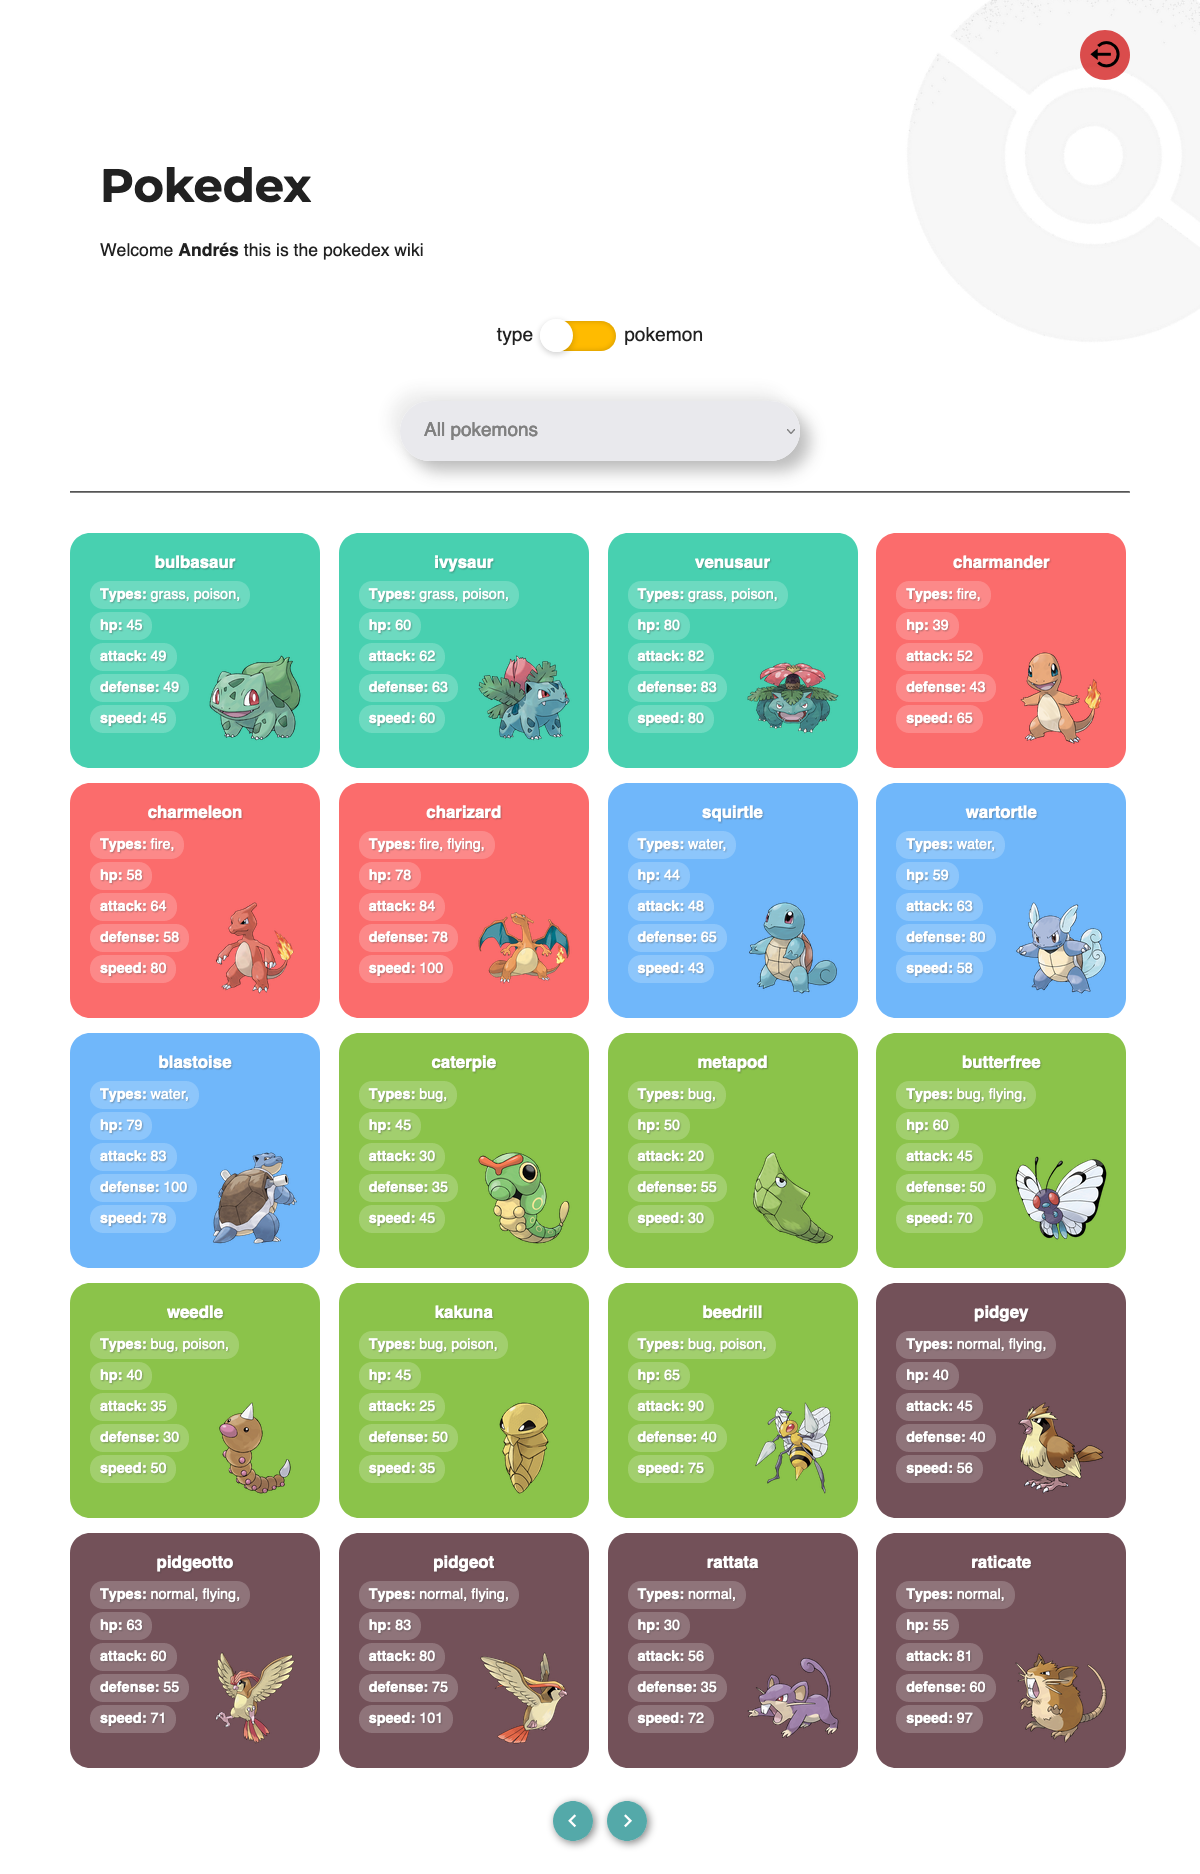 Pokedex
Welcome Andrés this is the pokedex wiki
type pokemon
All pokemons
bulbasaur
Types: grass, poison,
hp: 45
attack: 49
defense: 49
speed: 45
ivysaur
Types: grass, poison,
hp: 60
attack: 62
defense: 63
speed: 60
venusaur
Types: grass, poison,
hp: 80
attack: 82
defense: 83
speed: 80
charmander
Types: fire,
hp: 39
attack: 52
defense: 43
speed: 65
charmeleon
Types: fire,
hp: 58
attack: 64
defense: 58
speed: 80
charizard
Types: fire, flying,
hp: 78
attack: 84
defense: 78
speed: 100
squirtle
Types: water,
hp: 44
attack: 48
defense: 65
speed: 43
wartortle
Types: water,
hp: 59
attack: 63
defense: 80
speed: 58
blastoise
Types: water,
hp: 79
attack: 83
defense: 100
speed: 78
caterpie
Types: bug,
hp: 45
attack: 30
defense: 35
speed: 45
metapod
Types: bug,
hp: 50
attack: 20
defense: 55
speed: 30
butterfree
Types: bug, flying,
hp: 60
attack: 45
defense: 50
speed: 70
weedle
Types: bug, poison,
hp: 40
attack: 35
defense: 30
speed: 50
kakuna
Types: bug, poison,
hp: 45
attack: 25
defense: 50
speed: 35
beedrill
Types: bug, poison,
hp: 65
attack: 90
defense: 40
speed: 75
pidgey
Types: normal, flying,
hp: 40
attack: 45
defense: 40
speed: 56
pidgeotto
Types: normal, flying,
hp: 63
attack: 60
defense: 55
speed: 71
pidgeot
Types: normal, flying,
hp: 83
attack: 80
defense: 75
speed: 101
rattata
Types: normal,
hp: 30
attack: 56
defense: 35
speed: 72
raticate
Types: normal,
hp: 55
attack: 81
defense: 60
speed: 97